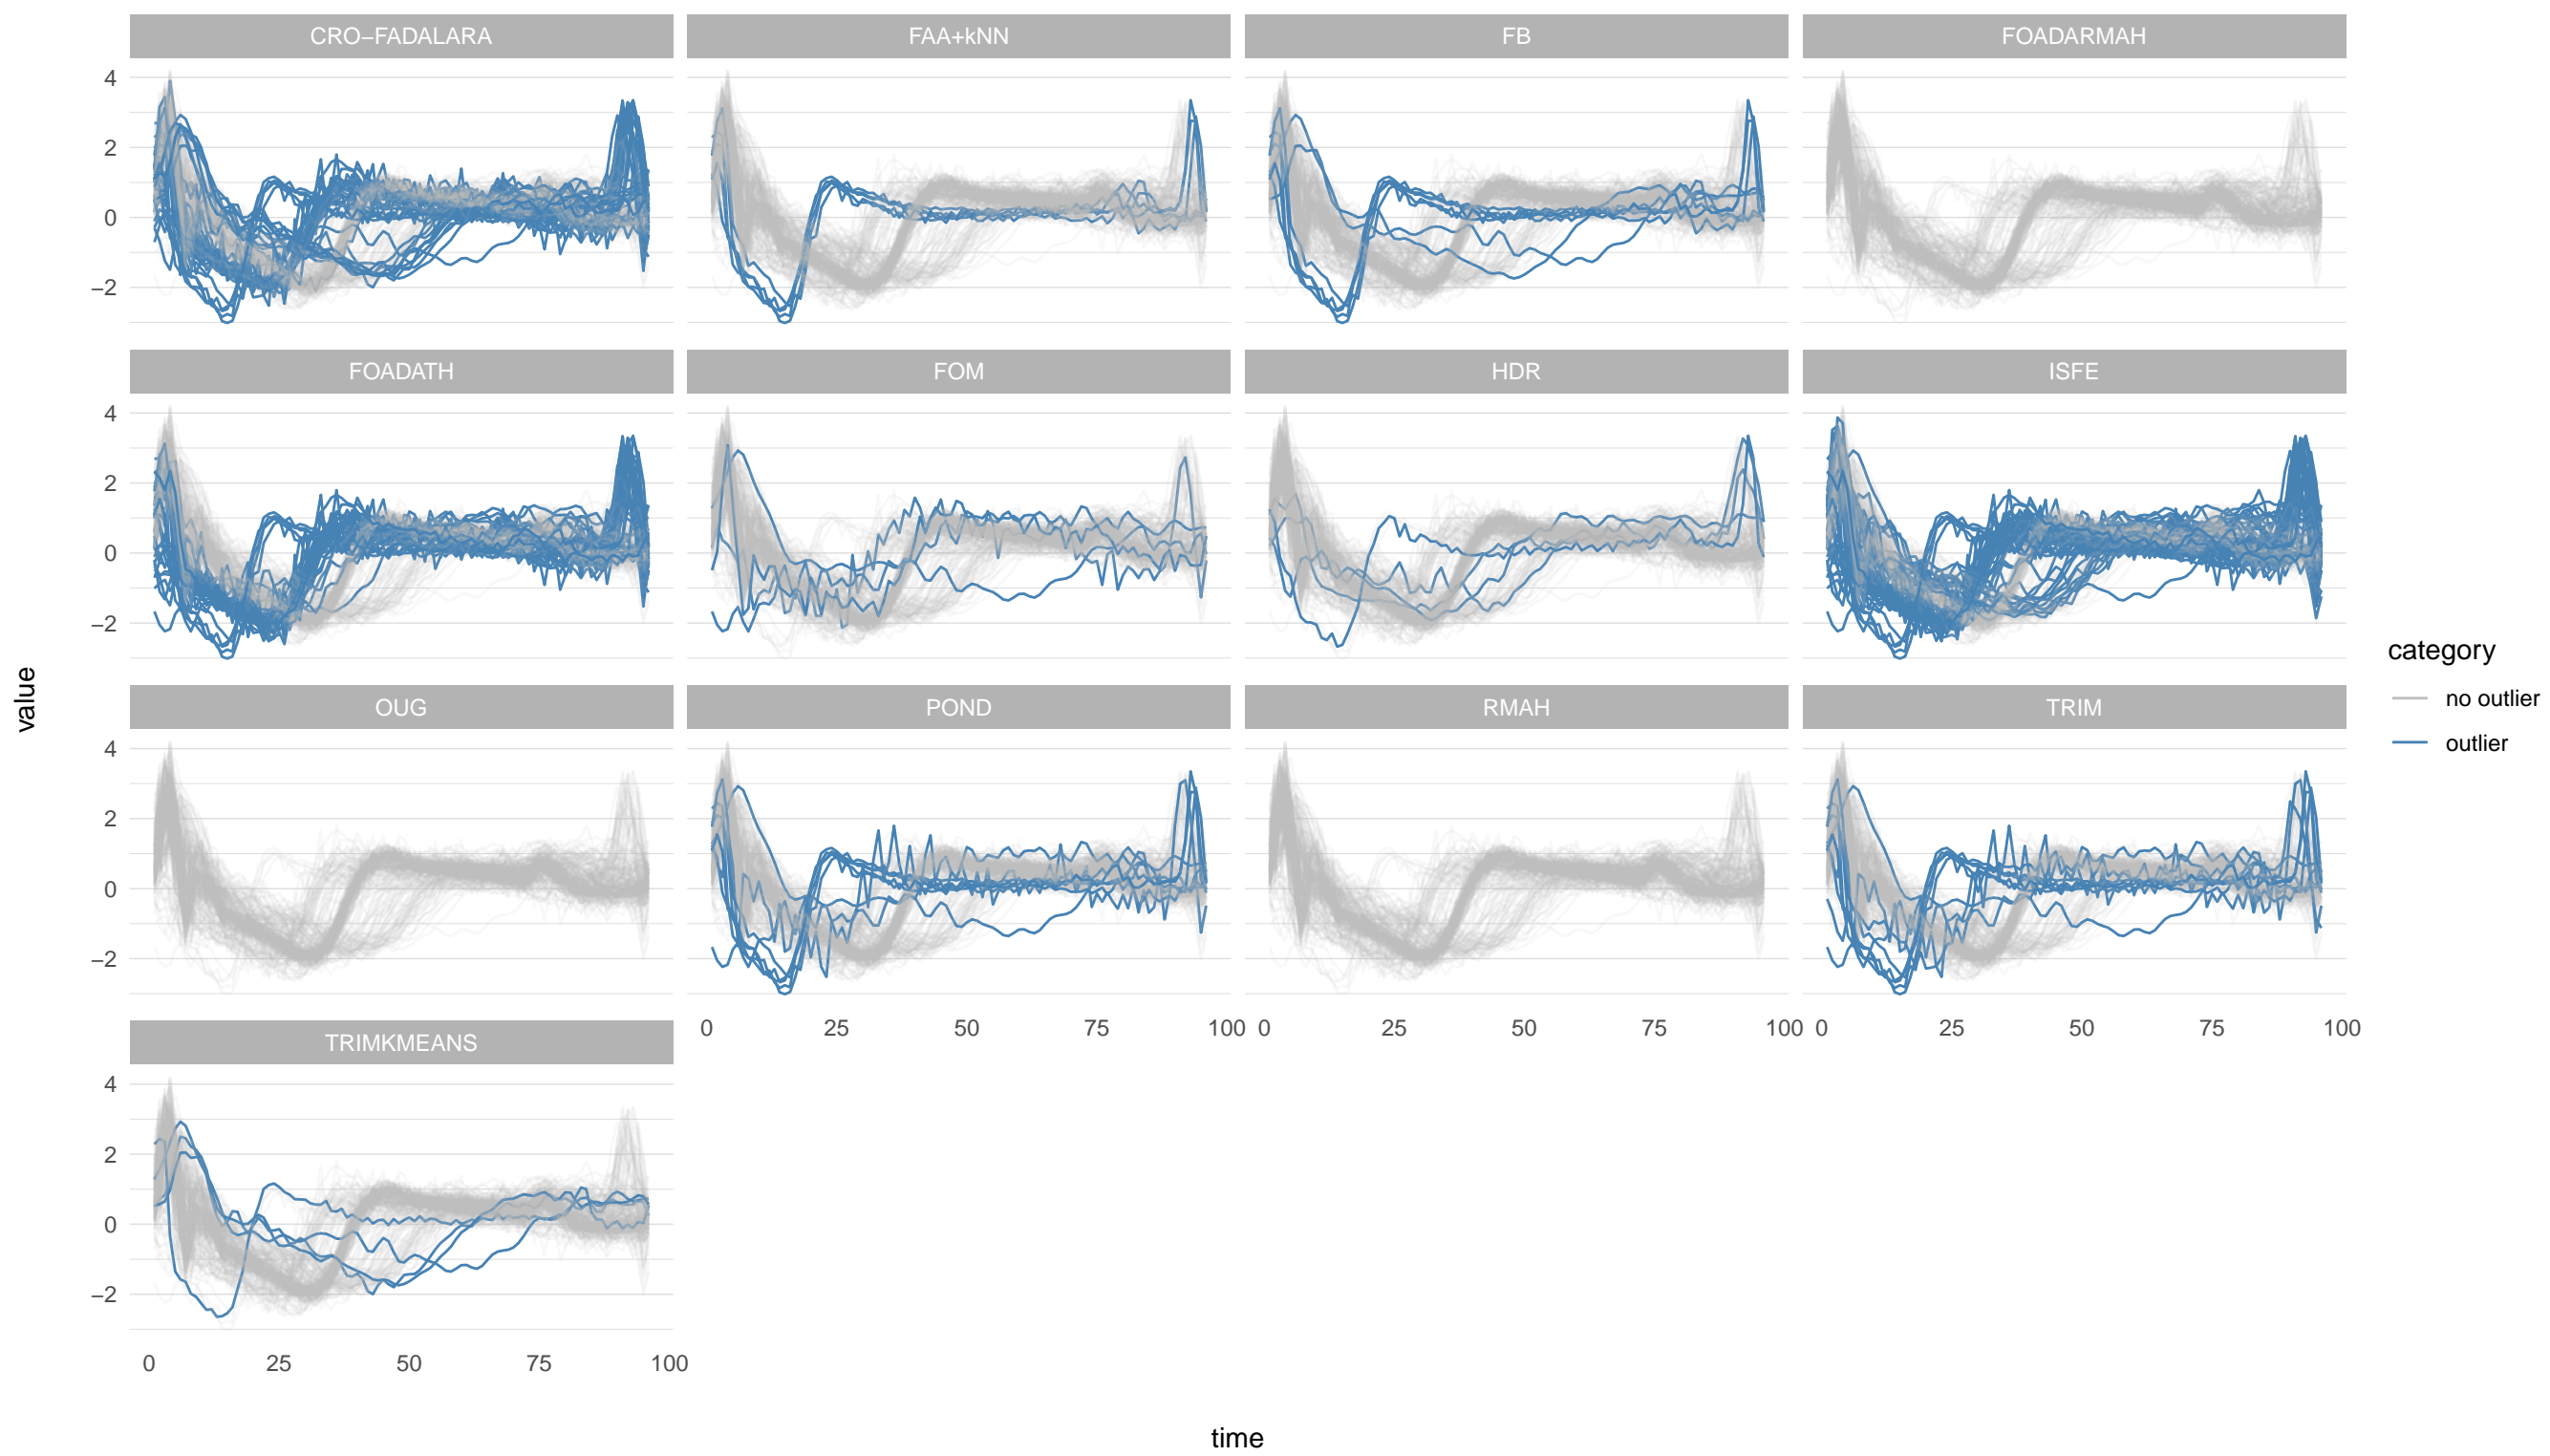 CRO−FADALARA
FAA+kNN
FB
FOADARMAH
4
2
0
−2
FOADATH
FOM
HDR
ISFE
4
2
0
−2
OUG
POND
RMAH
TRIM
4
2
0
−2
0 25 50 75 100
0 25 50 75 100
0 25 50 75 100
TRIMKMEANS
4
2
0
−2
0 25 50 75 100
value
time
category
no outlier
outlier